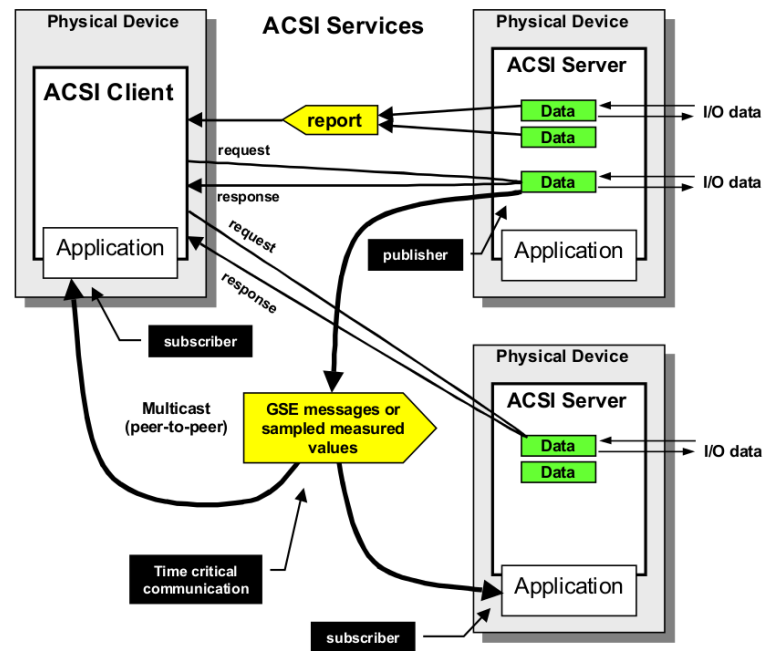 Physical Device
ACSI Services
Physical Device
ACSI Client
ACSI Server
report
Data
I/O data
Data
request
Data
I/O data
response
request
Application
publisher
Application
response
subscriber
Physical Device
Multicast
(peer-to-peer)
GSE messages or
sampled measured
values
ACSI Server
Data
I/O data
Data
Time critical
communication
Application
subscriber